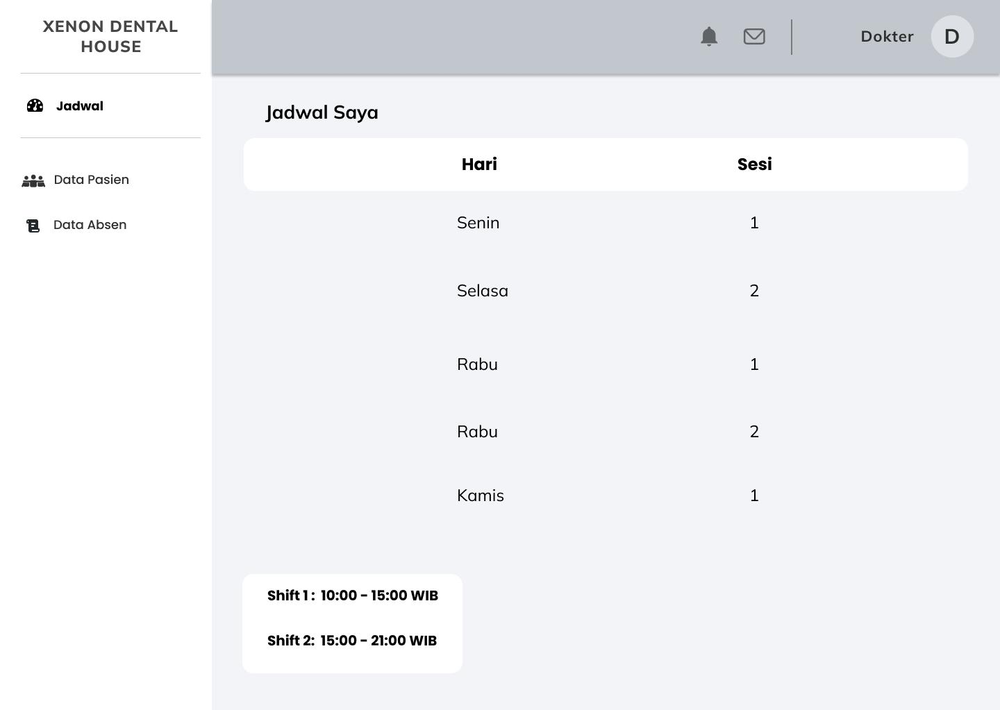 XENON DENTAL
HOUSE
Jadwal
Data Pasien
Data Absen
Dokter
D
Jadwal Saya
Hari Sesi
Senin 1
Selasa 2
Rabu 1
Rabu 2
Kamis 1
Shift 1 : 10:00 - 15:00 WIB
Shift 2: 15:00 - 21:00 WIB